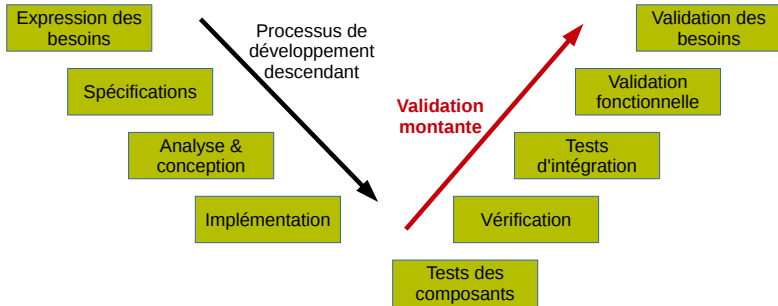 Expression des
besoins
Processus de
développement
descendant
Validation des
besoins
Spécifications
Validation
fonctionnelle
Validation
montante
Analyse &
conception
Tests
d'intégration
Implémentation
Vérification
Tests des
composants